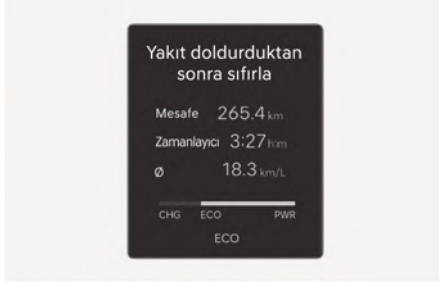 Yakıt doldurduktan
sonra sıfırla
Mesafe 265.4 km
Zamanlayıcı 3:27 h:m
Ø 18.3 km/L
CHG ECO PWR
ECO